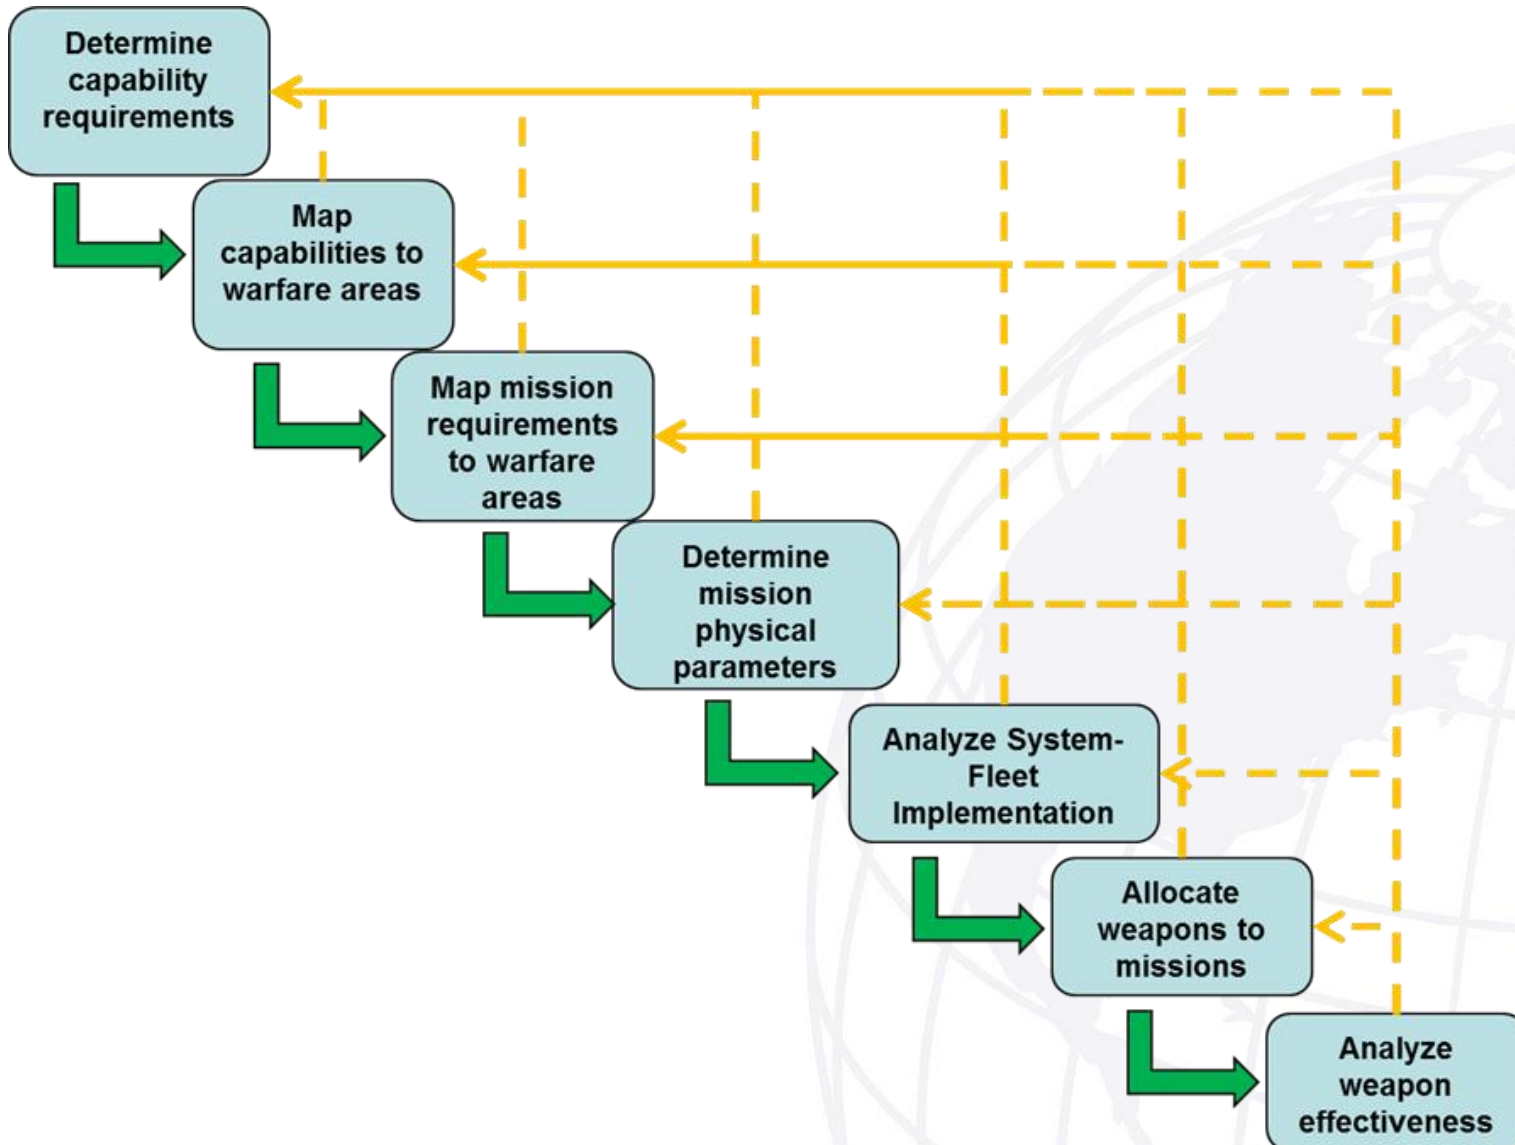 Determine
capability
requirements
Map
capabilities to
warfare areas
Map mission
requirements
to warfare
areas
Determine
mission
physical
parameters
Analyze System-
Fleet
Implementation
Allocate
weapons to
missions
Analyze
weapon
effectiveness